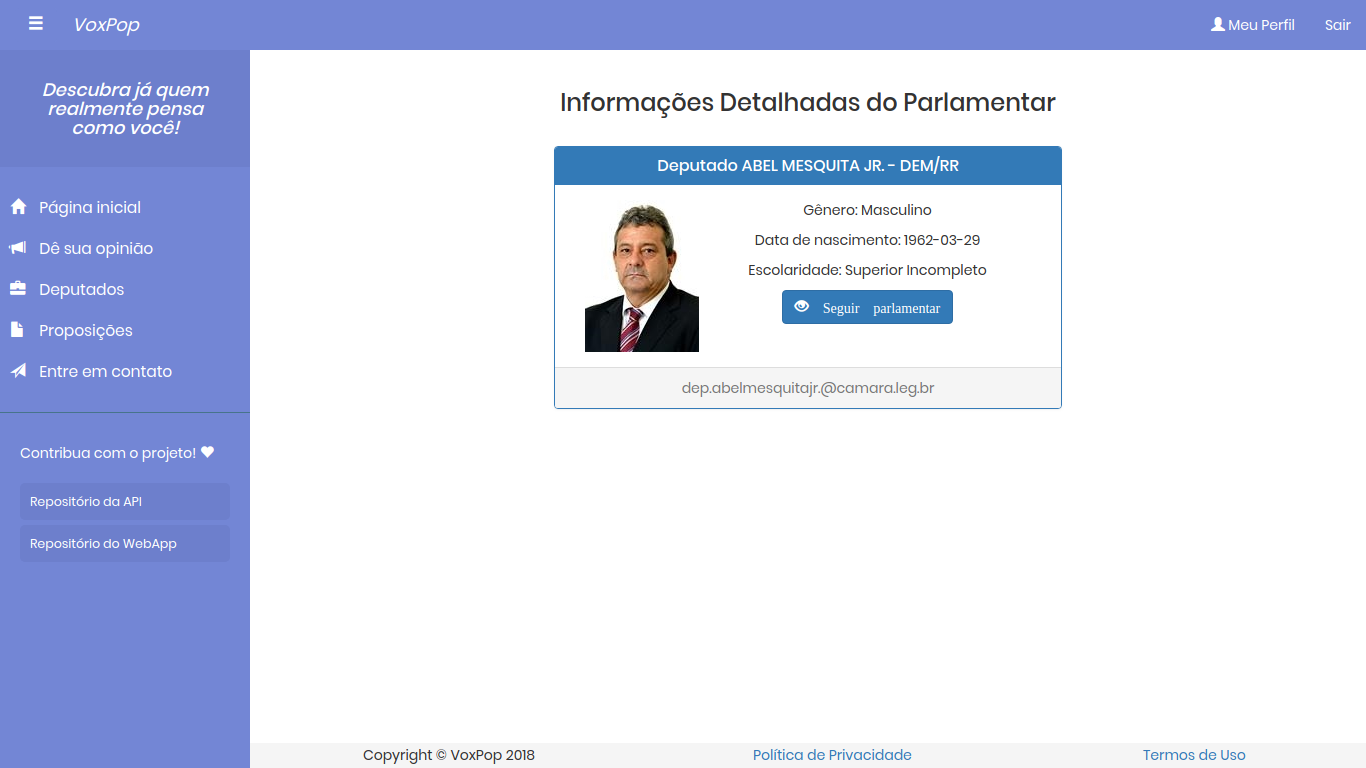 VoxPop
Meu Perfil
Sair
Descubra já quem
realmente pensa
como você!
Página inicial
Dê sua opinião
Deputados
Proposições
Entre em contato
Contribua com o projeto!
Repositório da API
Repositório do WebApp
Informações Detalhadas do Parlamentar
Deputado ABEL MESQUITA JR. - DEM/RR
Gênero: Masculino
Data de nascimento: 1962-03-29
Escolaridade: Superior Incompleto
Seguir parlamentar
dep.abelmesquitajr.@camara.leg.br
Copyright © VoxPop 2018
Política de Privacidade
Termos de Uso